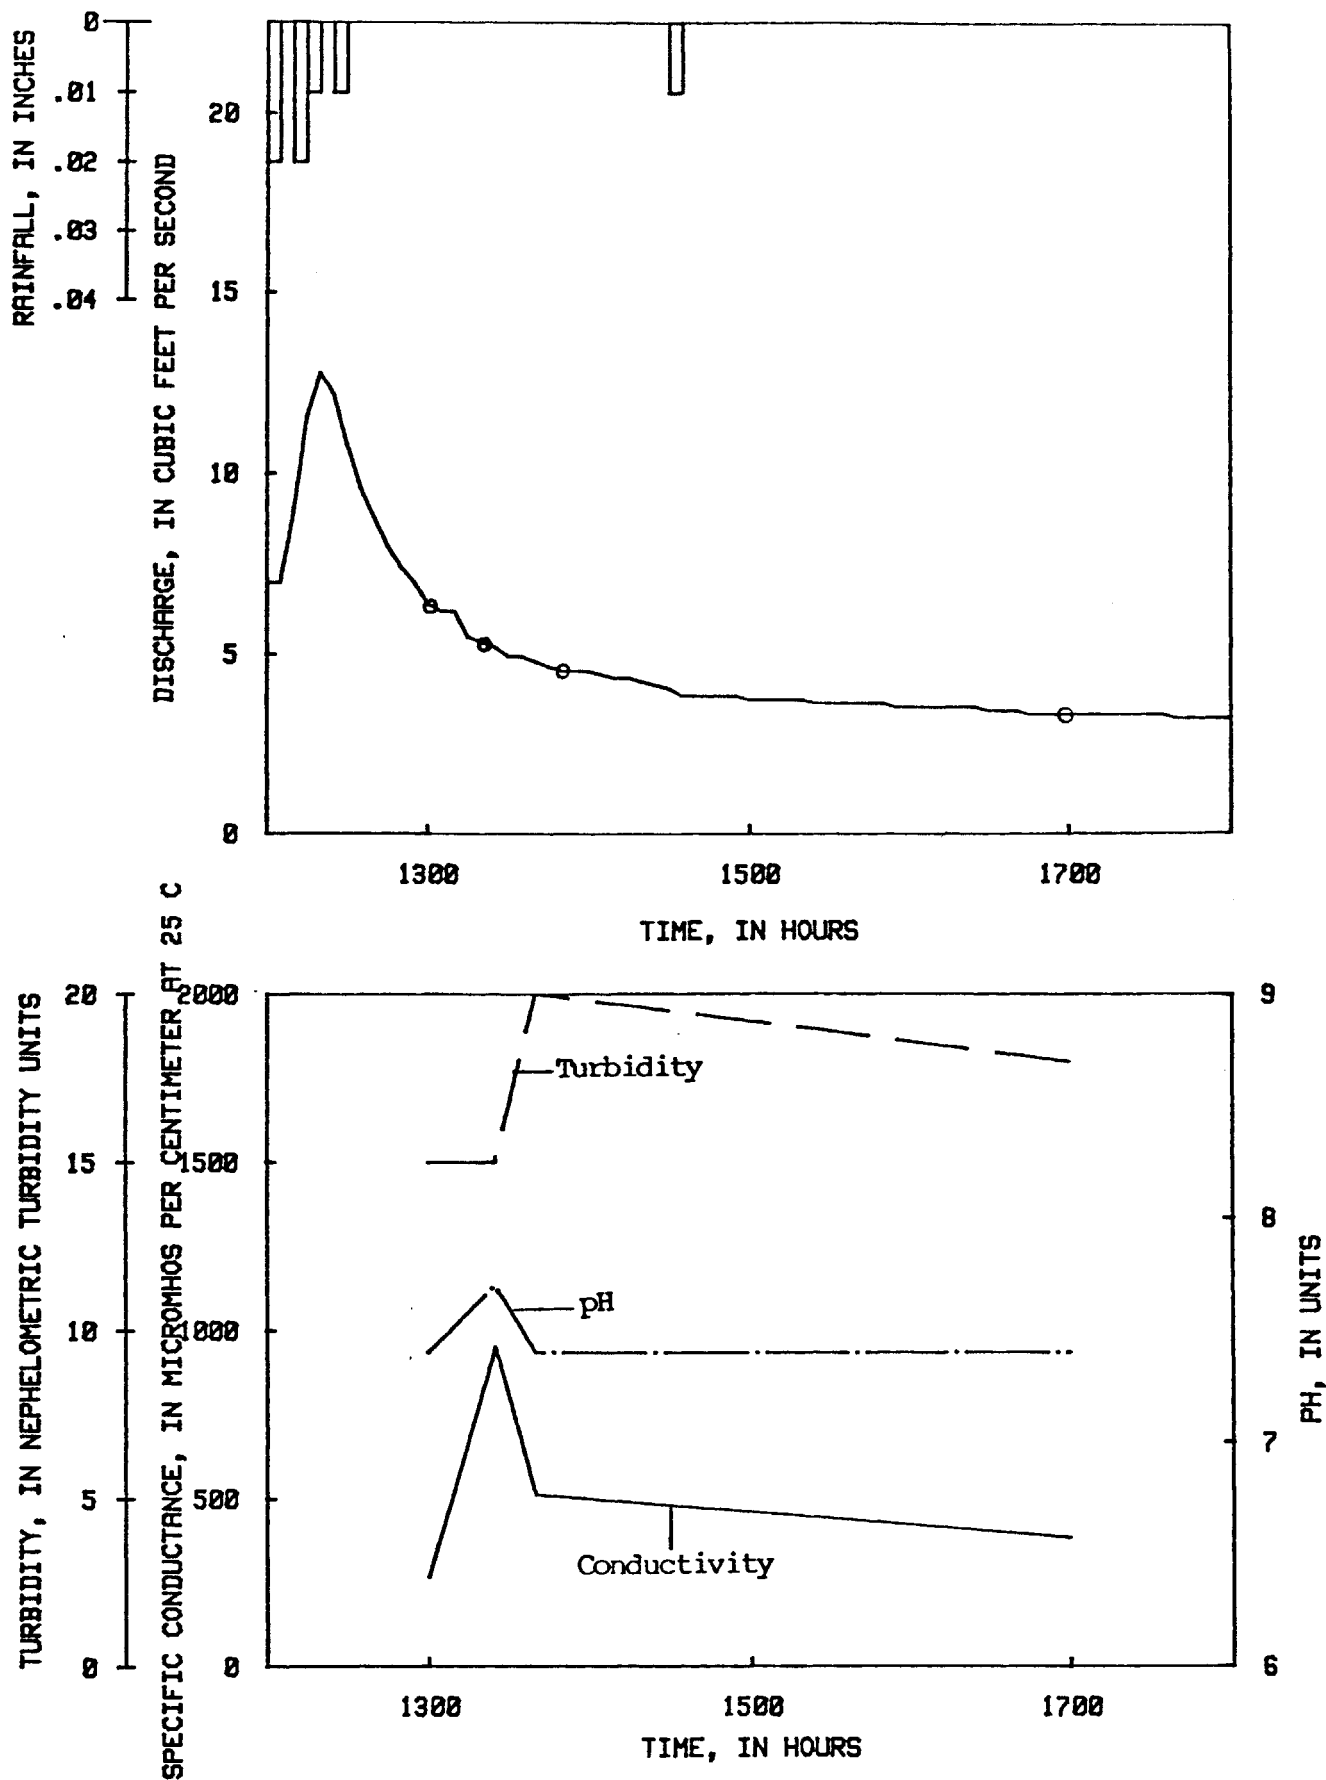 RAINFALL, IN INCHES
0
.01
.02
.03
.04
DISCHARGE, IN CUBIC FEET PER SECOND
20
15
10
5
0
1300 1500 1700
TIME, IN HOURS
TURBIDITY, IN NEPHELOMETRIC TURBIDITY UNITS
20
15
10
5
0
SPECIFIC CONDUCTANCE, IN MICROMHOS PER CENTIMETER AT 25 C
2000
1500
1000
500
0
Turbidity
pH
Conductivity
9
8
7
6
PH, IN UNITS
1300 1500 1700
TIME, IN HOURS